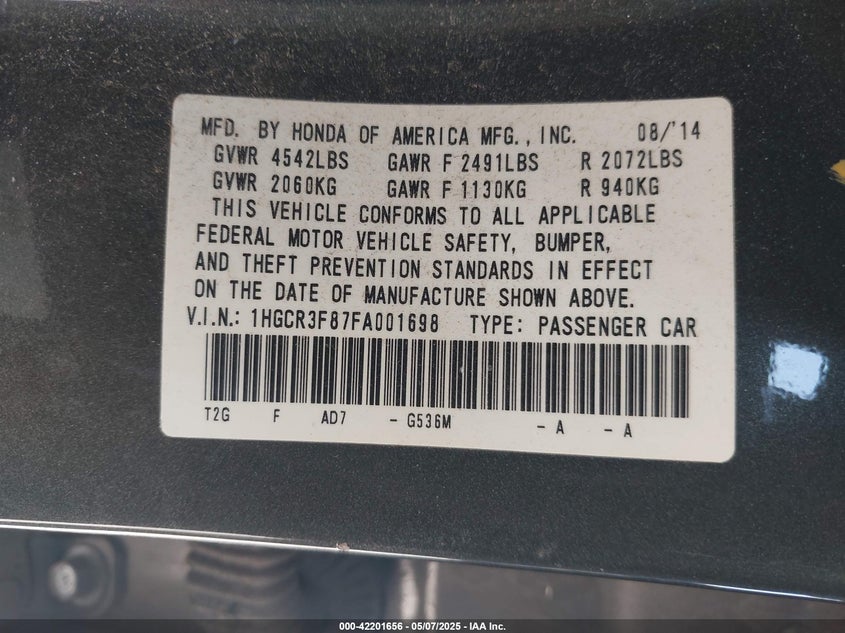 MFD. BY HONDA OF AMERICA MFG., INC. 08/'14
GVWR 4542LBS GAWR F 2491LBS R 2072LBS
GVWR 2060KG GAWR F 1130KG R 940KG
THIS VEHICLE CONFORMS TO ALL APPLICABLE
FEDERAL MOTOR VEHICLE SAFETY, BUMPER,
AND THEFT PREVENTION STANDARDS IN EFFECT
ON THE DATE OF MANUFACTURE SHOWN ABOVE.
V.I.N.: 1HGCR3F87FA001698 TYPE: PASSENGER CAR
T2G F AD7 - G536M - A - A
000-42201656 - 05/07/2025 - IAA Inc.